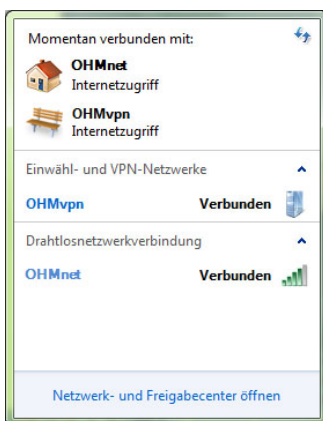 Momentan verbunden mit:
OHMnet
Internetzugriff
OHMvpn
Internetzugriff
Einwähl- und VPN-Netzwerke
OHMvpn Verbunden
Drahtlosnetzwerkverbindung
OHMnet Verbunden
Netzwerk- und Freigabecenter öffnen